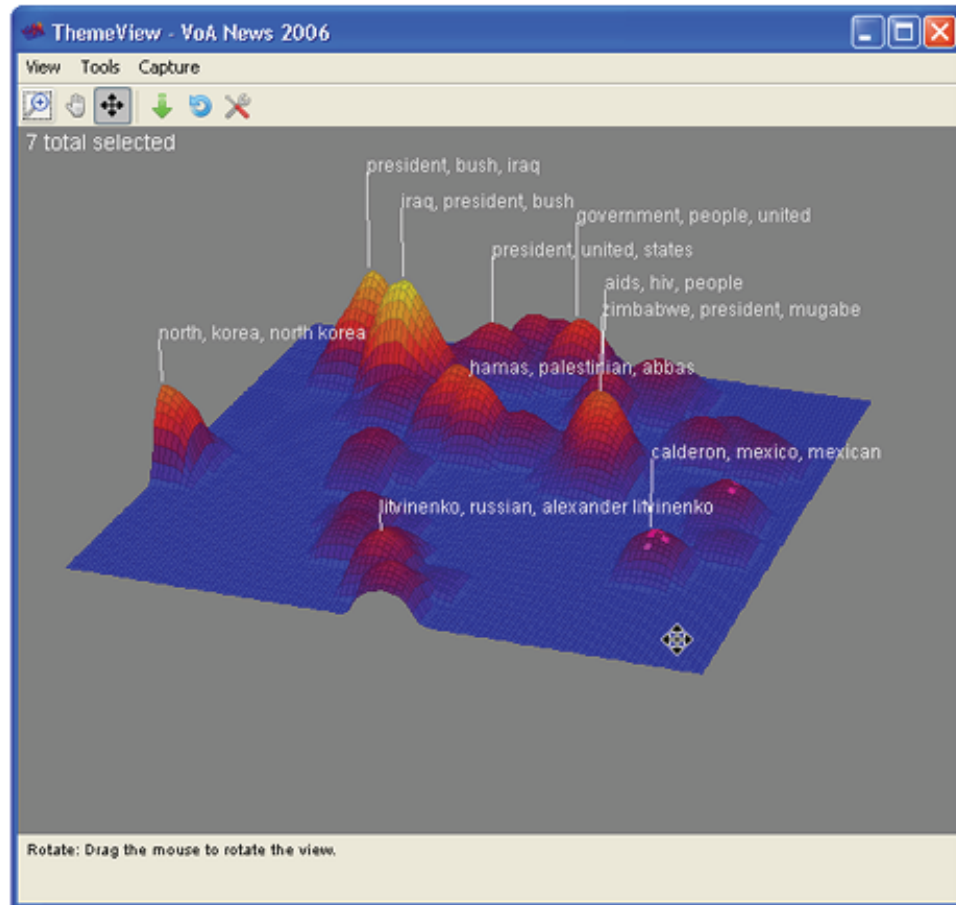 ThemeView - VoA News 2006
View Tools Capture
7 total selected
president, bush, iraq
iraq, president, bush
government, people, united
president, united, states
aids, hiv, people
zimbabwe, president, mugabe
north, korea, north korea
hamas, palestinian, abbas
calderon, mexico, mexican
litvinenko, russian, alexander litvinenko
Rotate: Drag the mouse to rotate the view.